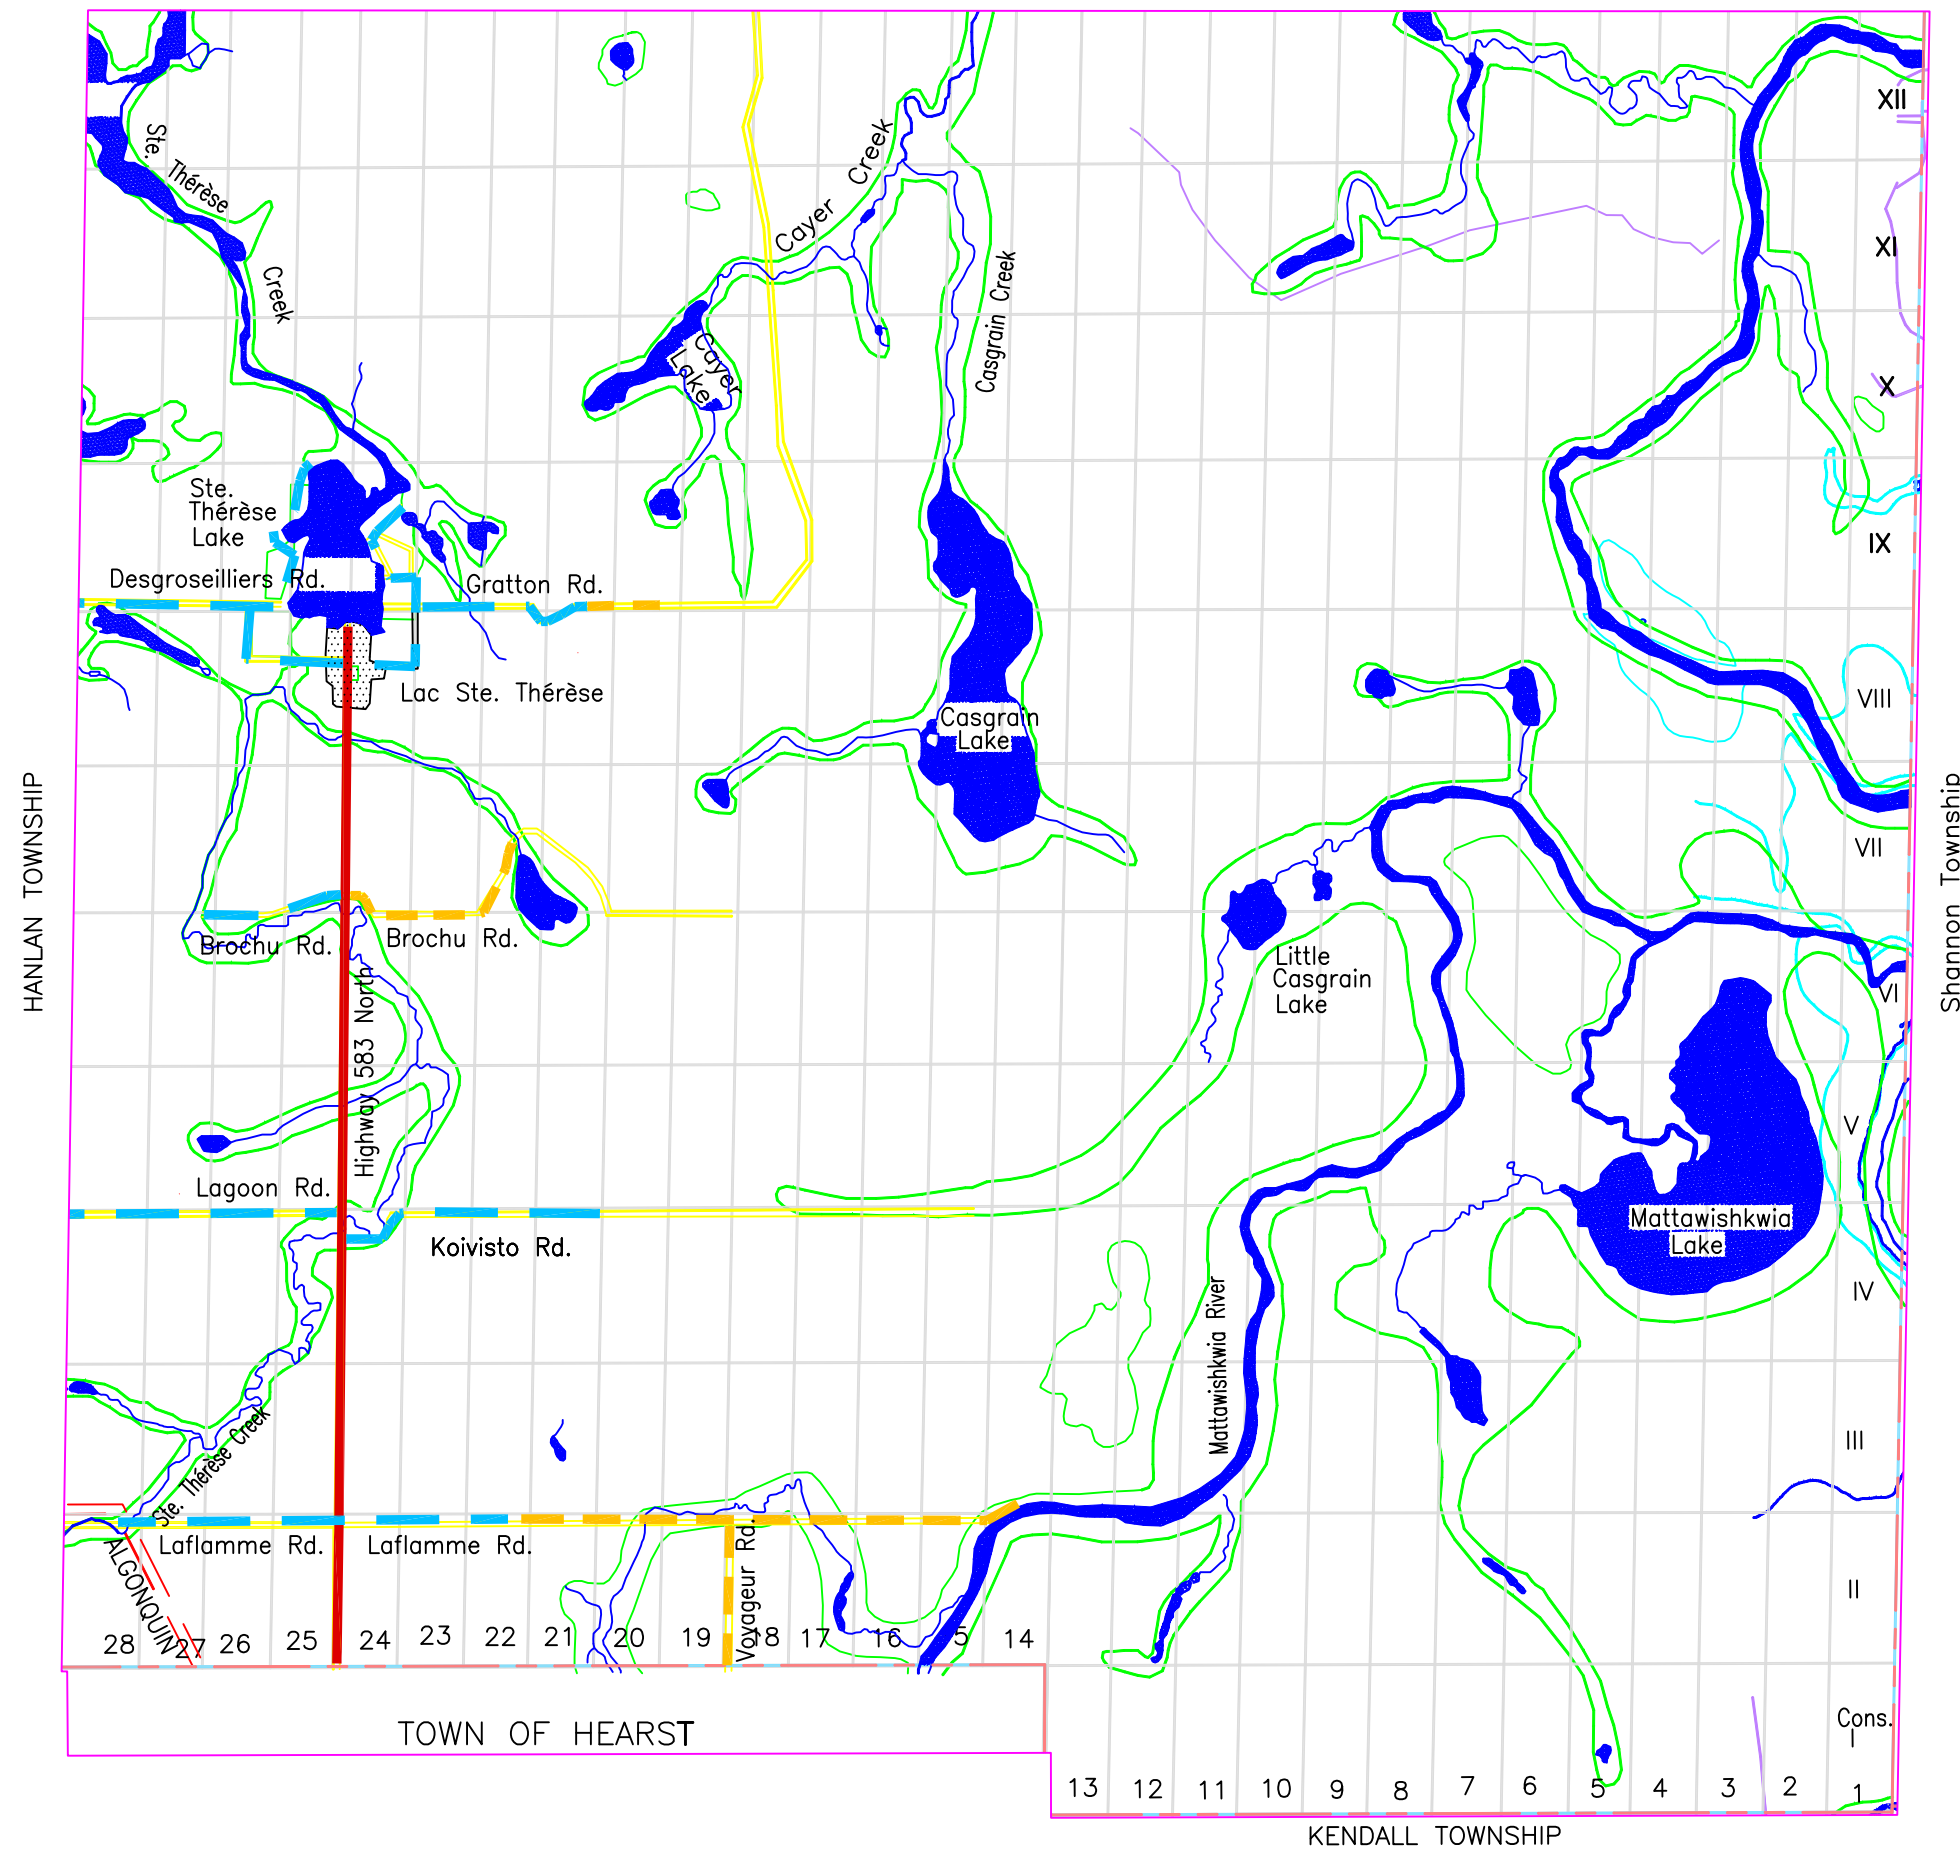 XII
Ste.
Thérèse
Creek
Cayer
Creek
XI
Casgrain Creek
Cayer
Lake
X
Ste.
Thérèse
Lake
IX
Desgroseilliers Rd.
Gratton Rd.
Lac Ste. Thérèse
VIII
Casgrain
Lake
HANLAN TOWNSHIP
Shannon Township
VII
Brochu Rd.
Brochu Rd.
Little
Casgrain
Lake
VI
Highway 583 North
V
Lagoon Rd.
Koivisto Rd.
Mattawishkwia
Lake
IV
Mattawishkwia River
III
Ste. Thérèse Creek
Laflamme Rd.
Laflamme Rd.
Voyageur Rd.
ALGONQUIN
II
28 27 26 25 24 23 22 21 20 19 18 17 16 5 14
TOWN OF HEARST
Cons.
I
13 12 11 10 9 8 7 6 5 4 3 2 1
KENDALL TOWNSHIP